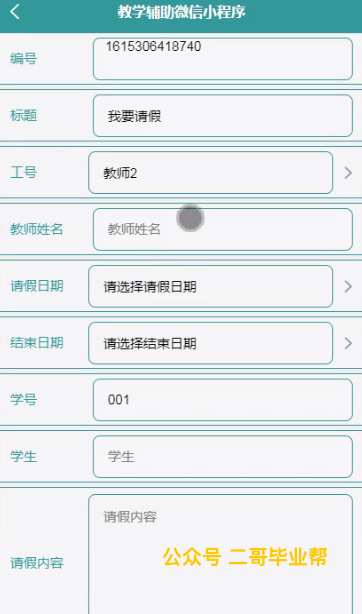 教学辅助微信小程序
编号 1615306418740
标题 我要请假
工号 教师2
教师姓名 教师姓名
请假日期 请选择请假日期
结束日期 请选择结束日期
学号 001
学生 学生
请假内容
请假内容 公众号 二哥毕业帮